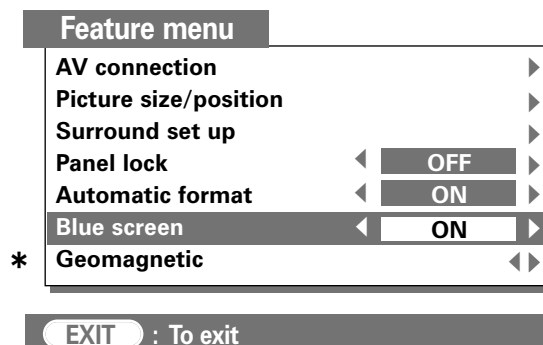 Feature menu
AV connection
Picture size/position
Surround set up
Panel lock OFF
Automatic format ON
Blue screen ON
* Geomagnetic
EXIT : To exit